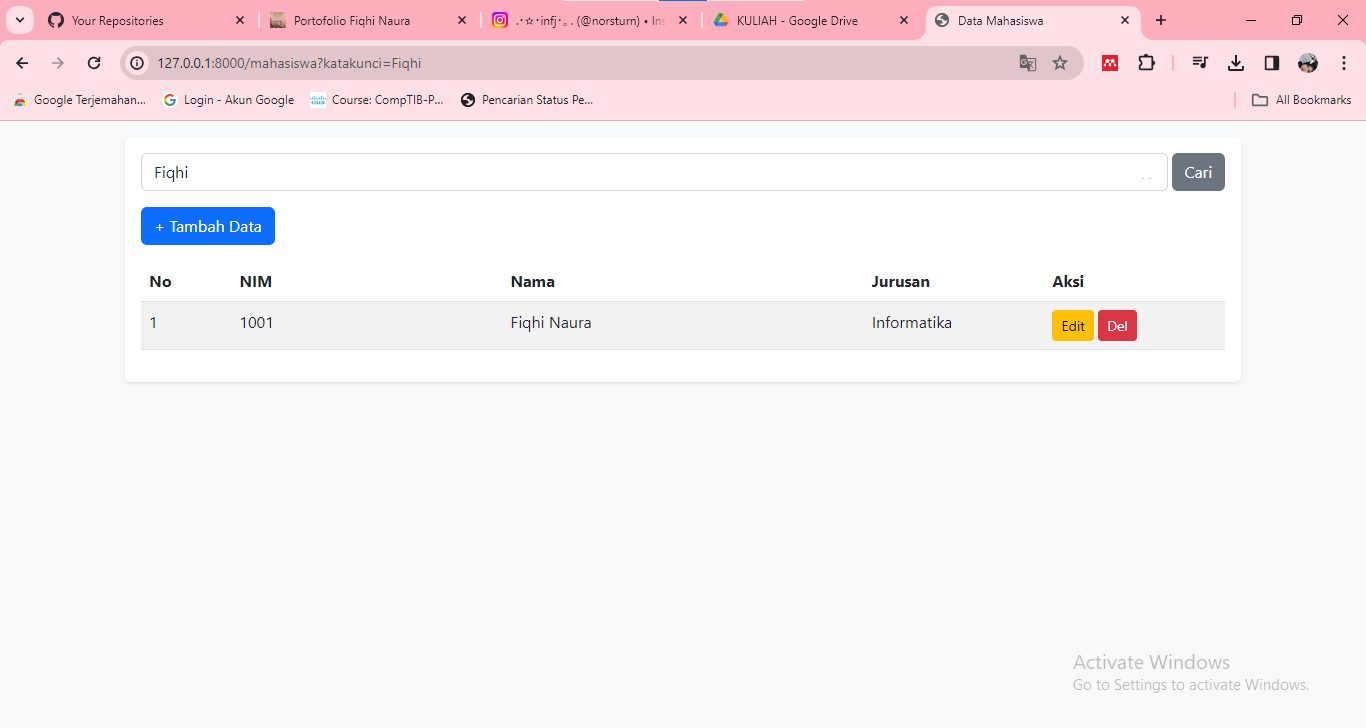 Your Repositories
Portofolio Fiqhi Naura
.·☆·infj·｡. (@norsturn) • Ins
KULIAH - Google Drive
Data Mahasiswa
127.0.0.1:8000/mahasiswa?katakunci=Fiqhi
Google Terjemahan...
Login - Akun Google
Course: CompTIB-P...
Pencarian Status Pe...
All Bookmarks
Fiqhi
Cari
+ Tambah Data
No NIM Nama Jurusan Aksi
1 1001 Fiqhi Naura Informatika Edit Del
Activate Windows
Go to Settings to activate Windows.